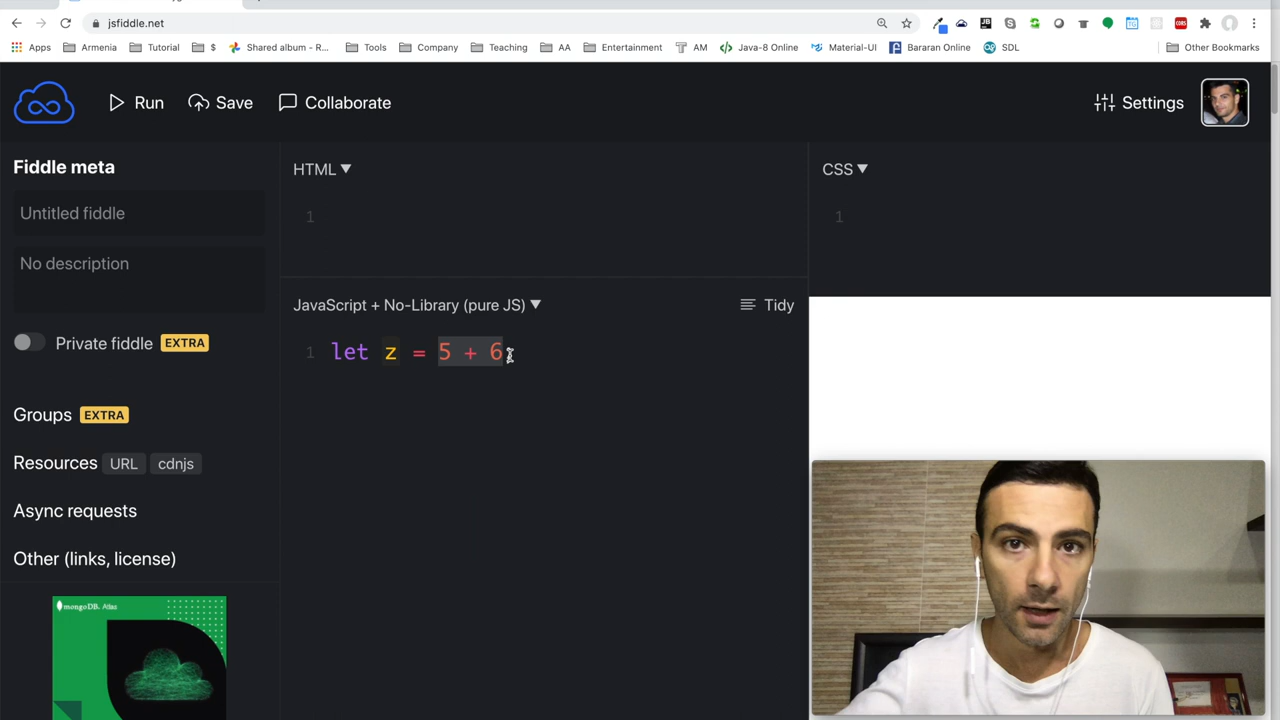 jsfiddle.net
Apps Armenia Tutorial $ Shared album - R... Tools Company Teaching AA Entertainment AM Java-8 Online Material-UI Bararan Online SDL Other Bookmarks
Run Save Collaborate Settings
Fiddle meta
Untitled fiddle
No description
Private fiddle EXTRA
Groups EXTRA
Resources URL cdnjs
Async requests
Other (links, license)
mongoDB. Atlas
HTML
1
CSS
1
JavaScript + No-Library (pure JS) Tidy
1 let z = 5 + 6